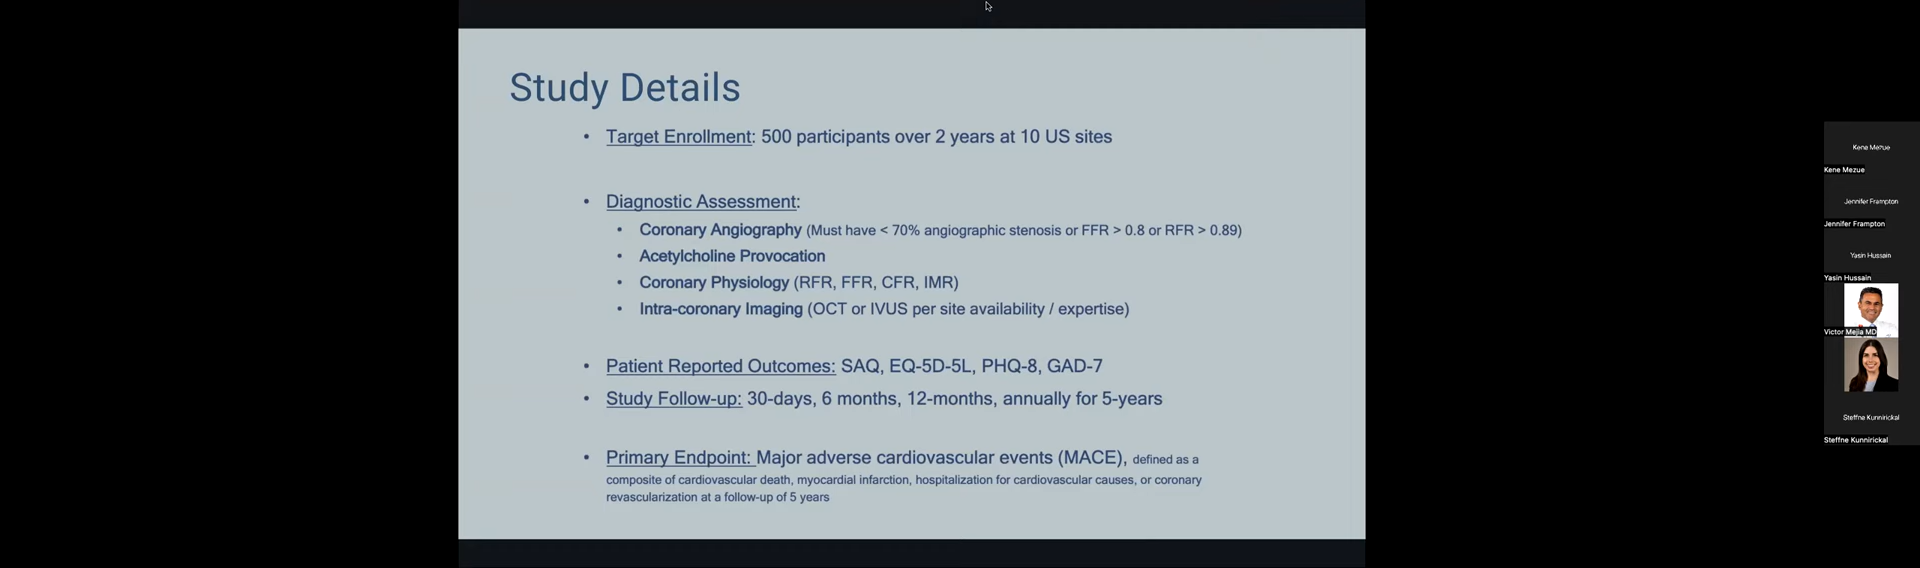 Study Details
• Target Enrollment: 500 participants over 2 years at 10 US sites
• Diagnostic Assessment:
• Coronary Angiography (Must have < 70% angiographic stenosis or FFR > 0.8 or RFR > 0.89)
• Acetylcholine Provocation
• Coronary Physiology (RFR, FFR, CFR, IMR)
• Intra-coronary Imaging (OCT or IVUS per site availability / expertise)
• Patient Reported Outcomes: SAQ, EQ-5D-5L, PHQ-8, GAD-7
• Study Follow-up: 30-days, 6 months, 12-months, annually for 5-years
• Primary Endpoint: Major adverse cardiovascular events (MACE), defined as a
composite of cardiovascular death, myocardial infarction, hospitalization for cardiovascular causes, or coronary
revascularization at a follow-up of 5 years
Kene Mezue
Kene Mezue
Jennifer Frampton
Jennifer Frampton
Yasin Hussain
Yasin Hussain
Victor Mejia MD
Steffne Kunnirickal
Steffne Kunnirickal